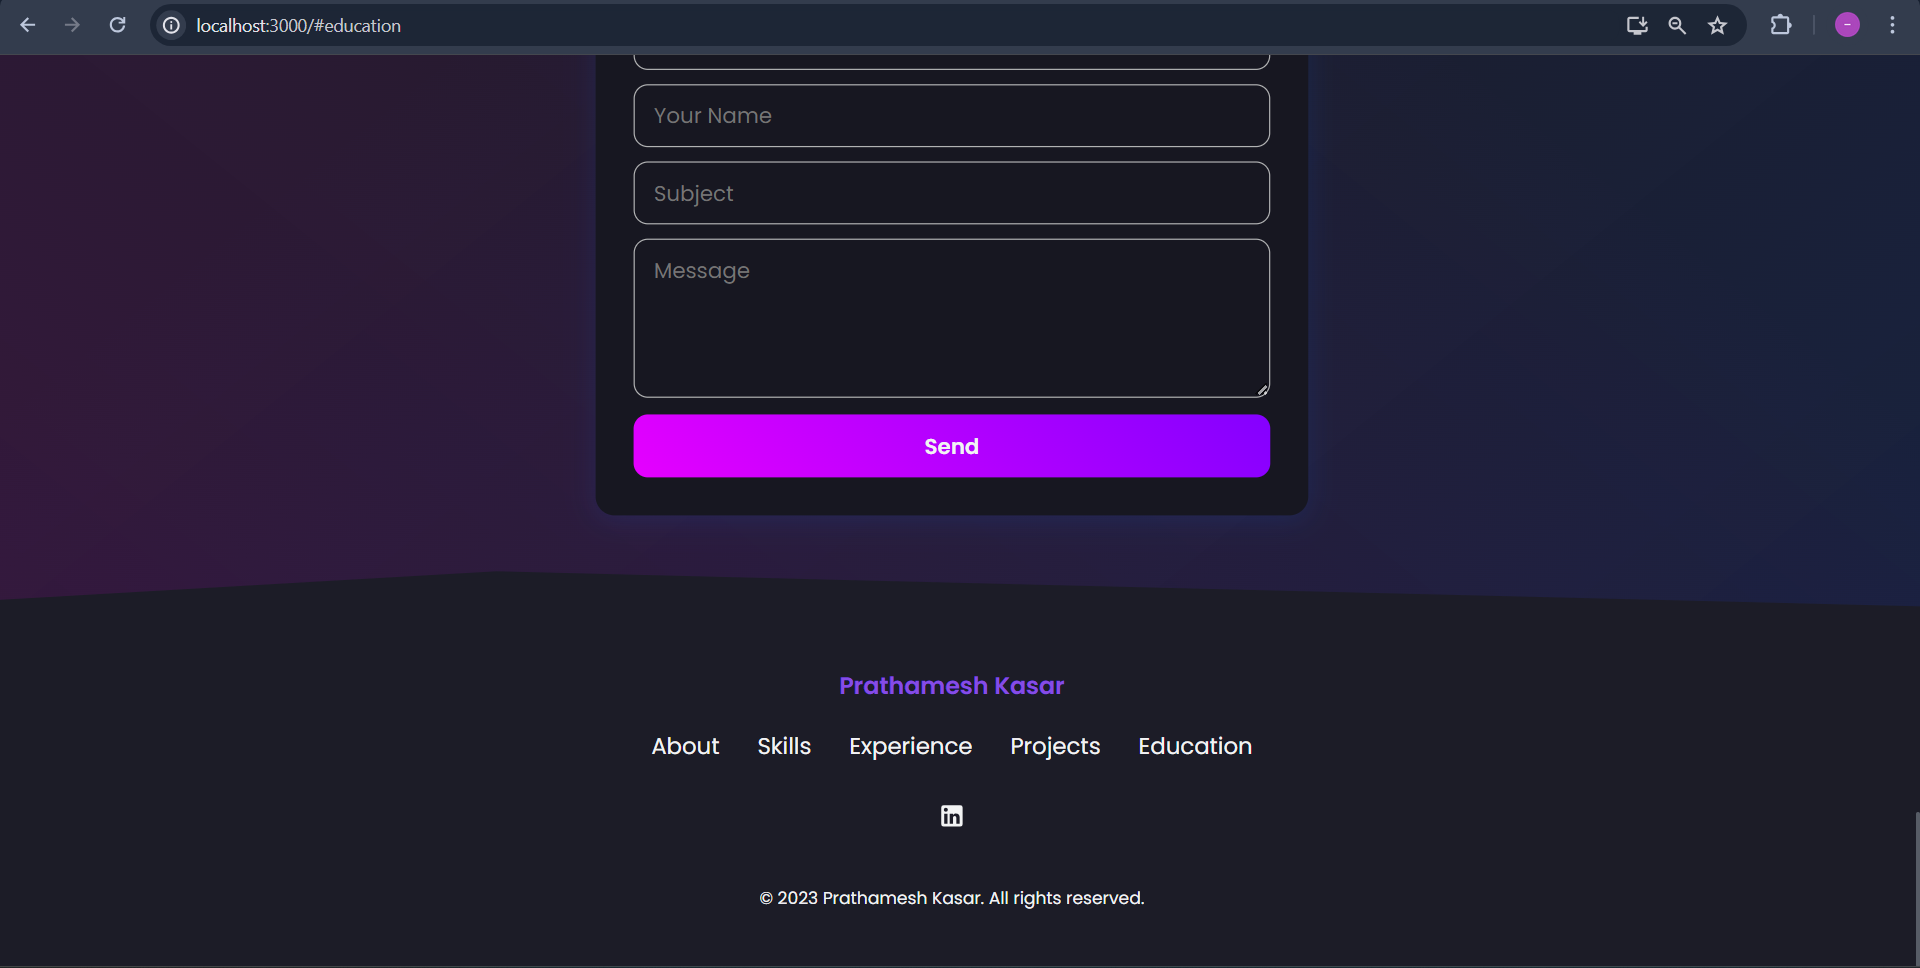 localhost:3000/#education
Your Name
Subject
Message
Send
Prathamesh Kasar
About Skills Experience Projects Education
in
© 2023 Prathamesh Kasar. All rights reserved.